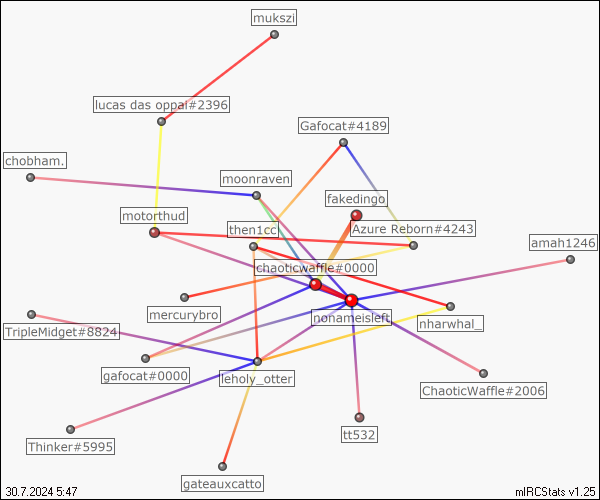 mukszi
lucas das oppai#2396
Gafocat#4189
chobham.
moonraven
fakedingo
motorthud
then1cc
Azure Reborn#4243
amah1246
chaoticwaffle#0000
mercurybro
nonameisleft
nharwhal_
TripleMidget#8824
gafocat#0000
leholy_otter
ChaoticWaffle#2006
tt532
Thinker#5995
gateauxcatto
30.7.2024 5:47
mIRCStats v1.25